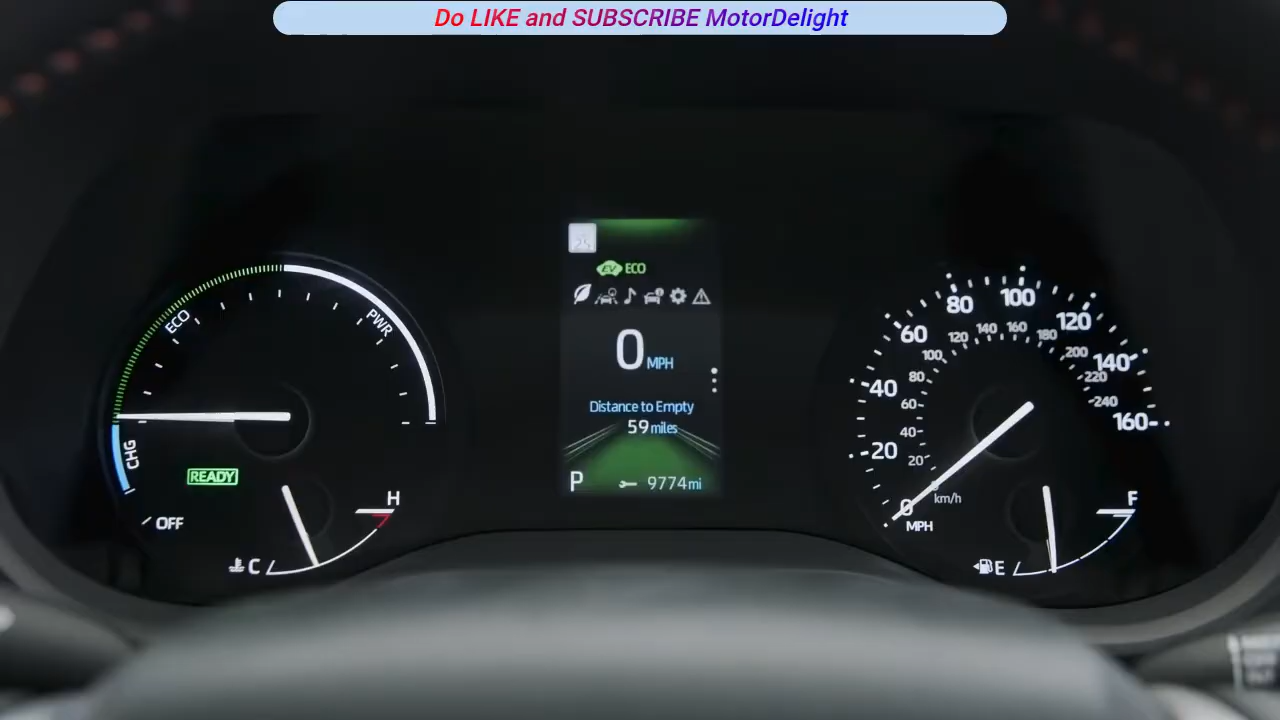 Do LIKE and SUBSCRIBE MotorDelight
25
EV ECO
0 MPH
Distance to Empty
59 miles
P 9774 mi
ECO
PWR
CHG
READY
OFF
H
C
0
20
40
60
80
100
120
140
160
MPH
20
40
60
80
100
120
140
160
180
200
220
240
km/h
F
E